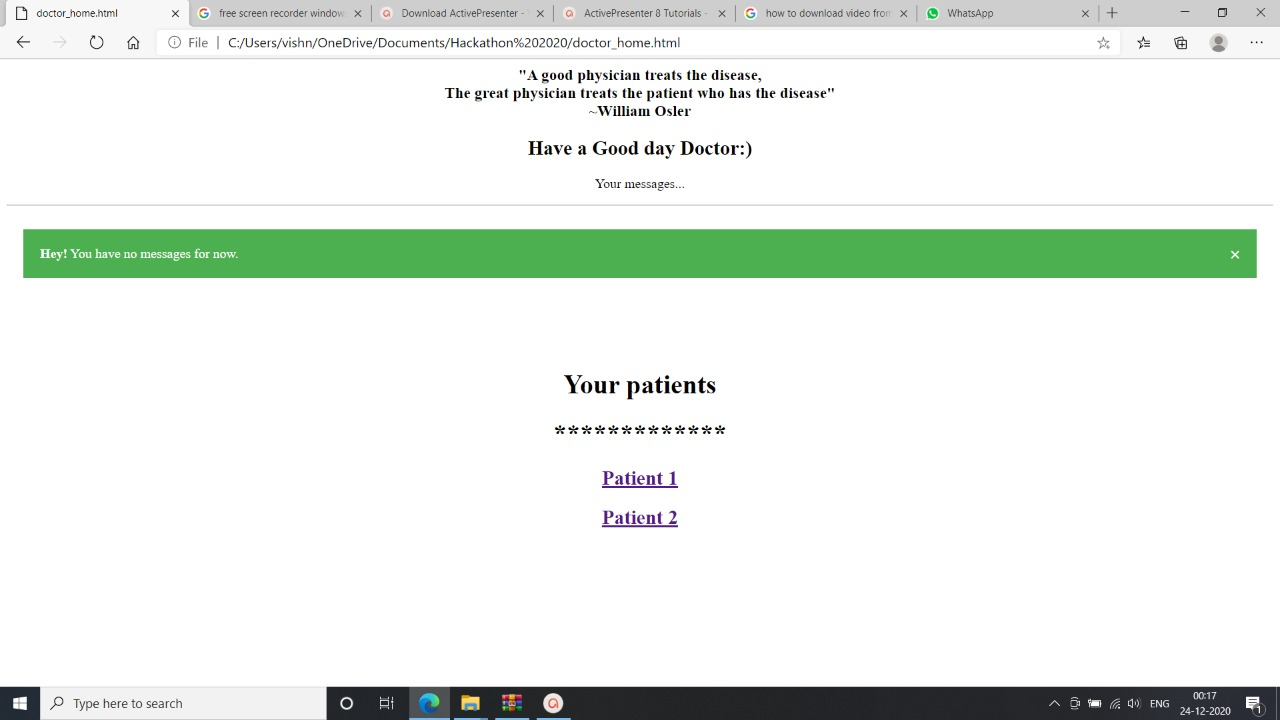 doctor_home.html
free screen recorder window
Download ActivePresenter -
ActivePresenter 8 Tutorials -
how to download video from
WhatsApp
File | C:/Users/vishn/OneDrive/Documents/Hackathon%202020/doctor_home.html
"A good physician treats the disease,
The great physician treats the patient who has the disease"
~William Osler
Have a Good day Doctor:)
Your messages...
Hey! You have no messages for now.
×
Your patients
*************
Patient 1
Patient 2
Type here to search
ENG
00:17
24-12-2020
1